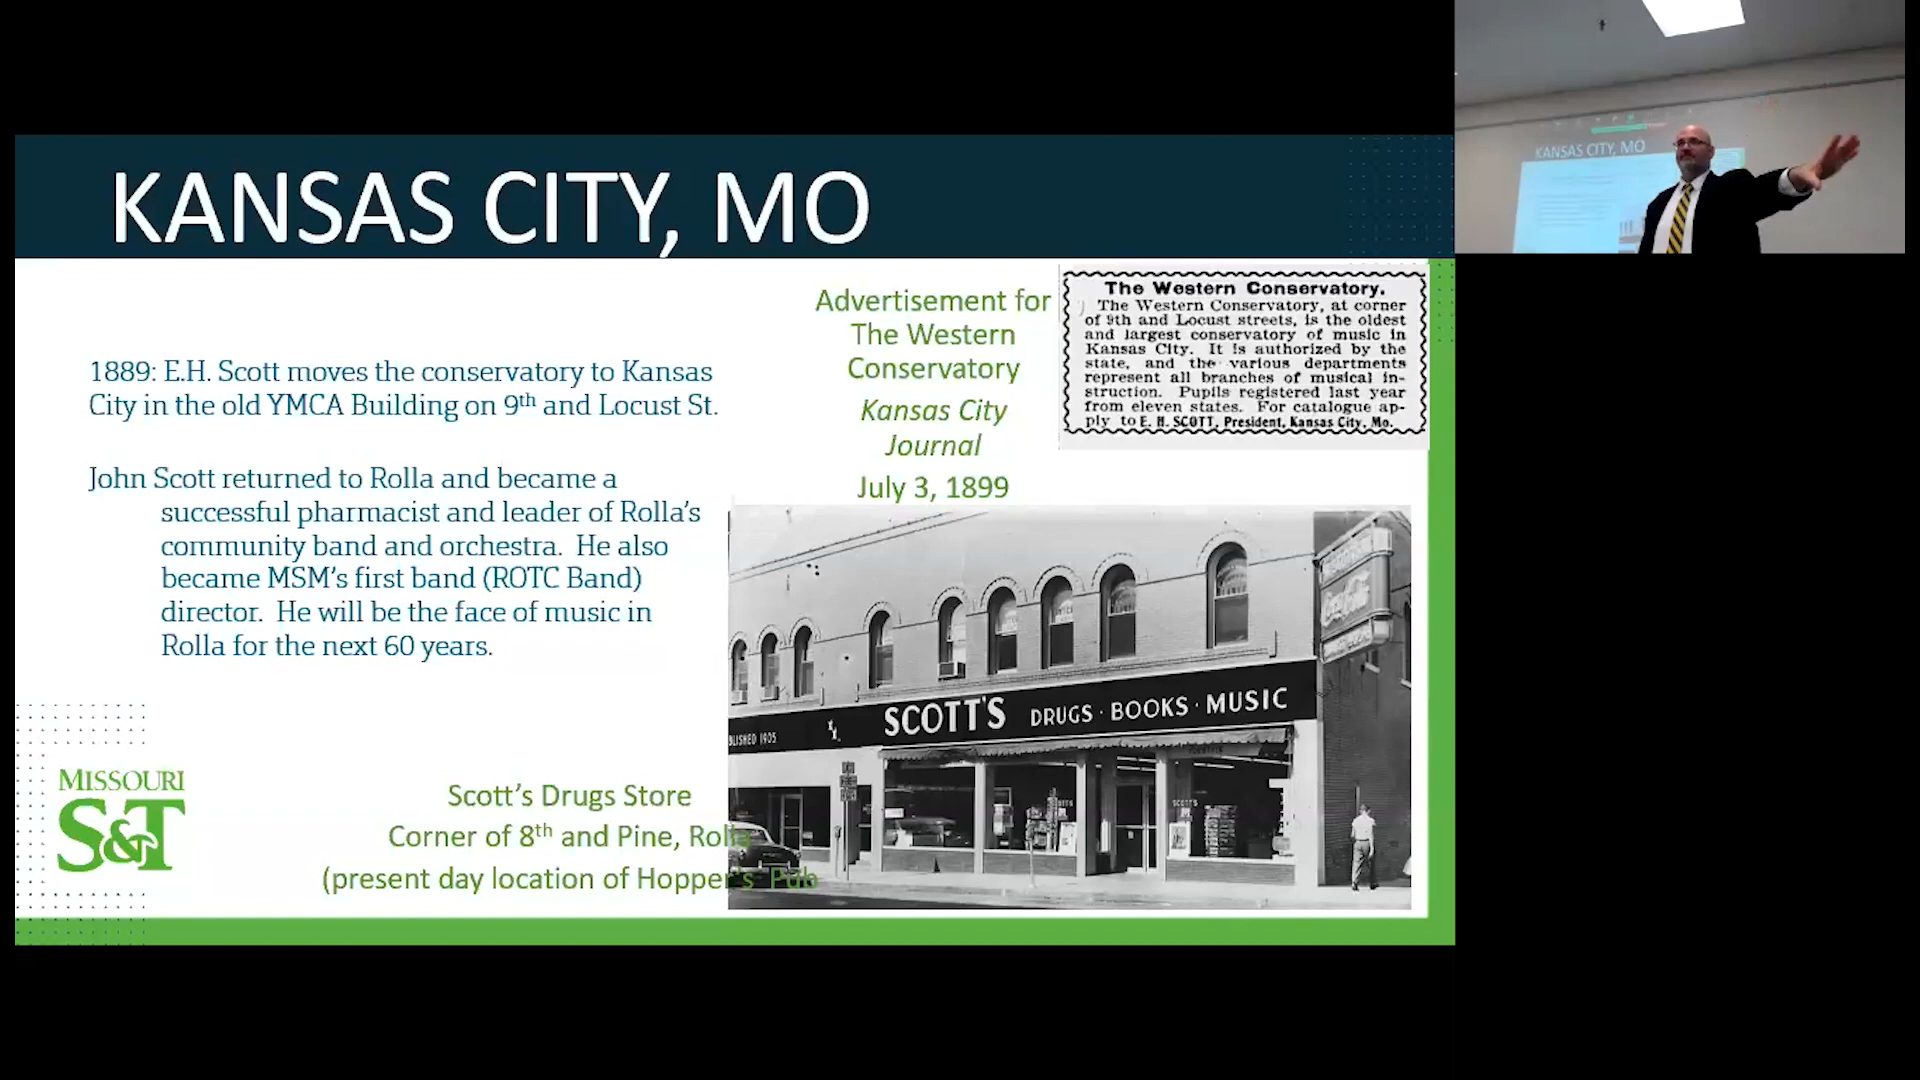 KANSAS CITY, MO
1889: E.H. Scott moves the conservatory to Kansas
City in the old YMCA Building on 9th and Locust St.
John Scott returned to Rolla and became a
successful pharmacist and leader of Rolla's
community band and orchestra. He also
became MSM's first band (ROTC Band)
director. He will be the face of music in
Rolla for the next 60 years.
Advertisement for
The Western
Conservatory
Kansas City
Journal
July 3, 1899
The Western Conservatory.
The Western Conservatory, at corner
of 9th and Locust streets, is the oldest
and largest conservatory of music in
Kansas City. It is authorized by the
state, and the various departments
represent all branches of musical in-
struction. Pupils registered last year
from eleven states. For catalogue ap-
ply to E. H. SCOTT, President, Kansas City, Mo.
Coca-Cola
SCOTT'S DRUGS · BOOKS · MUSIC
BLISHED 1905
SCOTT'S
Scott's Drugs Store
Corner of 8th and Pine, Rolla
(present day location of Hopper's Pub
MISSOURI
S&T
KANSAS CITY, MO